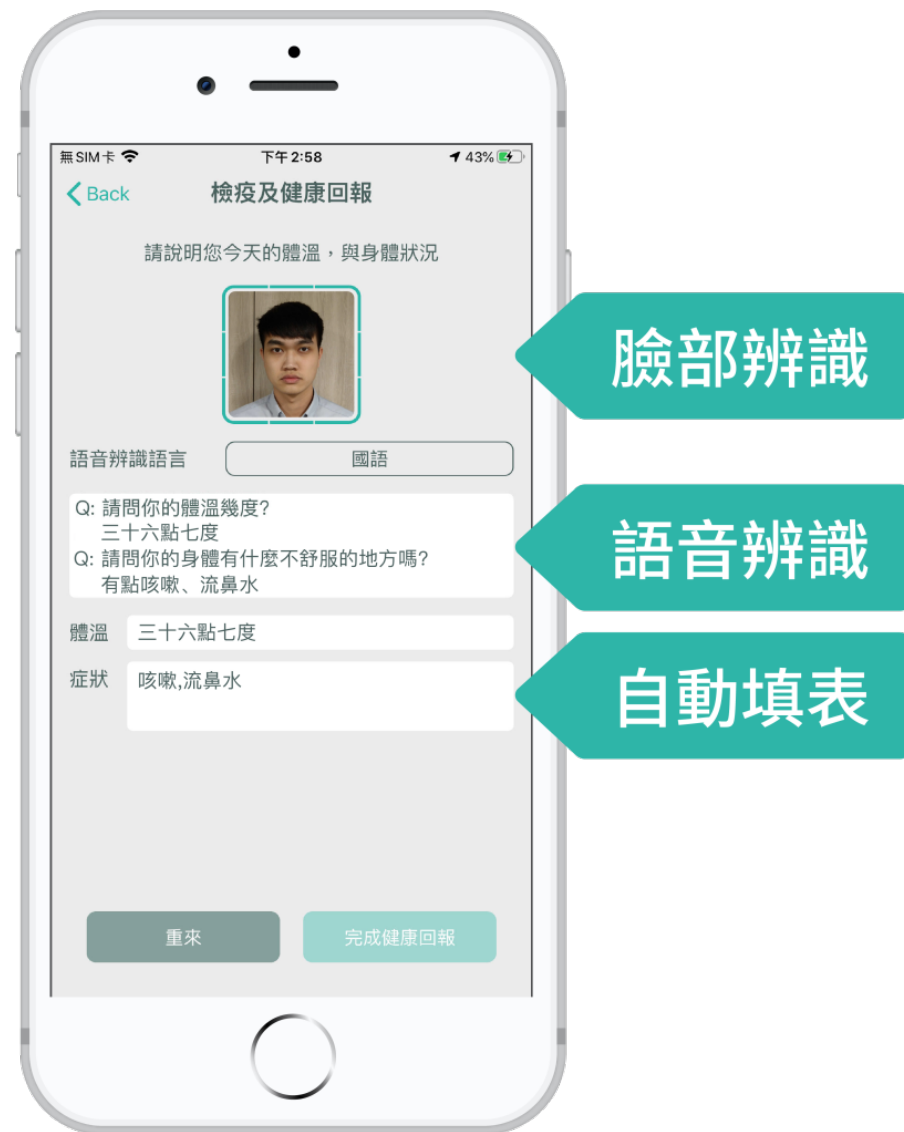 無SIM卡 下午2:58 43%
Back 檢疫及健康回報
請說明您今天的體溫，與身體狀況
臉部辨識
語音辨識語言 國語
Q: 請問你的體溫幾度?
三十六點七度
Q: 請問你的身體有什麼不舒服的地方嗎?
有點咳嗽、流鼻水
語音辨識
體溫 三十六點七度
症狀 咳嗽,流鼻水
自動填表
重來 完成健康回報